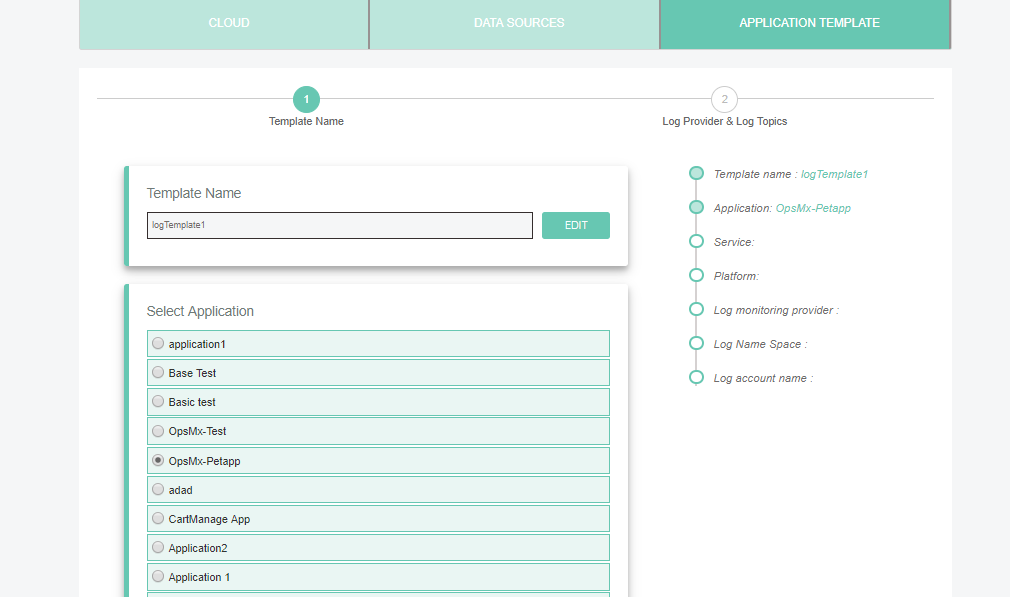 CLOUD
DATA SOURCES
APPLICATION TEMPLATE
1
2
Template Name
Log Provider & Log Topics
Template Name
logTemplate1
EDIT
Select Application
application1
Base Test
Basic test
OpsMx-Test
OpsMx-Petapp
adad
CartManage App
Application2
Application 1
Template name : logTemplate1
Application: OpsMx-Petapp
Service:
Platform:
Log monitoring provider :
Log Name Space :
Log account name :